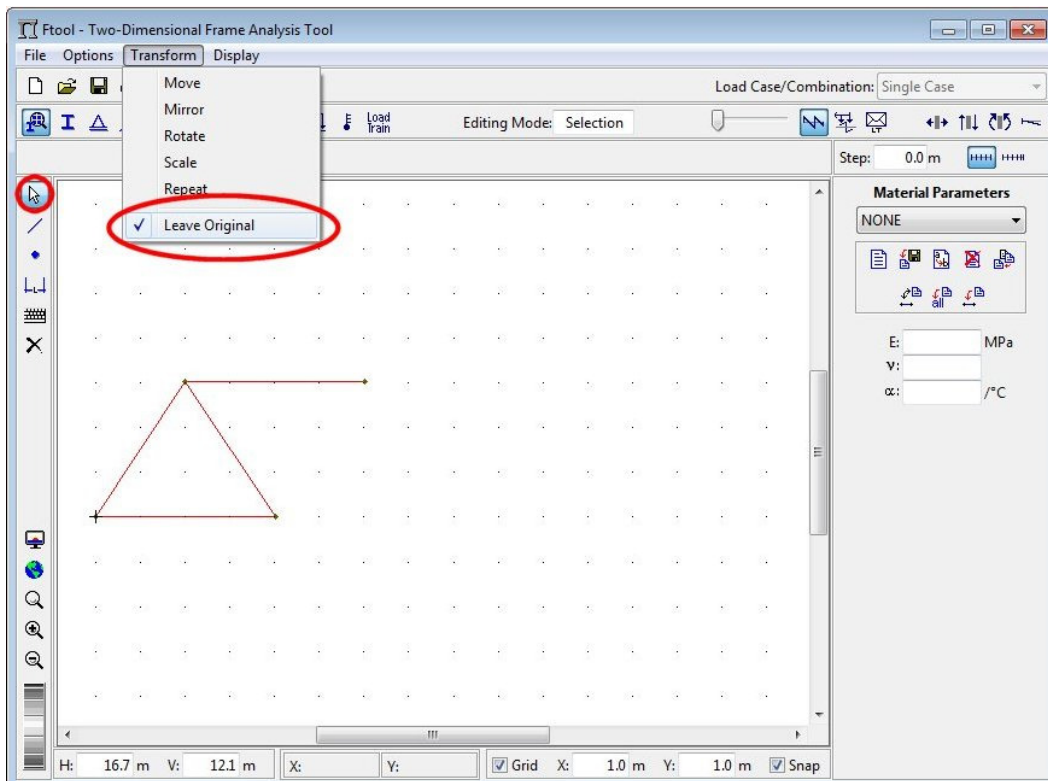 Ftool - Two-Dimensional Frame Analysis Tool
File Options Transform Display
Move
Mirror
Rotate
Scale
Repeat
Leave Original
Load Case/Combination: Single Case
Load Train
Editing Mode: Selection
Step: 0.0 m
Material Parameters
NONE
all
E: MPa
ν:
α: /°C
H: 16.7 m V: 12.1 m X: Y: Grid X: 1.0 m Y: 1.0 m Snap